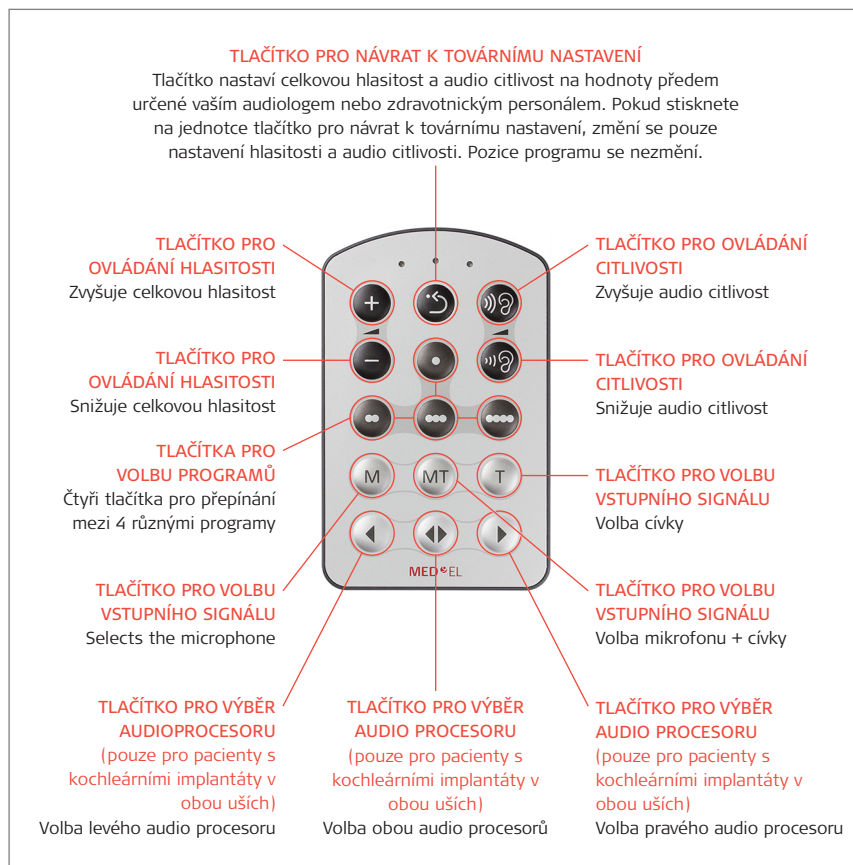 TLAČÍTKO PRO NÁVRAT K TOVÁRNÍMU NASTAVENÍ
Tlačítko nastaví celkovou hlasitost a audio citlivost na hodnoty předem
určené vaším audiologem nebo zdravotnickým personálem. Pokud stisknete
na jednotce tlačítko pro návrat k továrnímu nastavení, změní se pouze
nastavení hlasitosti a audio citlivosti. Pozice programu se nezmění.
TLAČÍTKO PRO
OVLÁDÁNÍ HLASITOSTI
Zvyšuje celkovou hlasitost
TLAČÍTKO PRO
OVLÁDÁNÍ HLASITOSTI
Snižuje celkovou hlasitost
TLAČÍTKA PRO
VOLBU PROGRAMŮ
Čtyři tlačítka pro přepínání
mezi 4 různými programy
TLAČÍTKO PRO VOLBU
VSTUPNÍHO SIGNÁLU
Selects the microphone
+
−
M MT T
MED EL
TLAČÍTKO PRO OVLÁDÁNÍ
CITLIVOSTI
Zvyšuje audio citlivost
TLAČÍTKO PRO OVLÁDÁNÍ
CITLIVOSTI
Snižuje audio citlivost
TLAČÍTKO PRO VOLBU
VSTUPNÍHO SIGNÁLU
Volba cívky
TLAČÍTKO PRO VOLBU
VSTUPNÍHO SIGNÁLU
Volba mikrofonu + cívky
TLAČÍTKO PRO VÝBĚR
AUDIOPROCESORU
(pouze pro pacienty s
kochleárními implantáty v
obou uších)
Volba levého audio procesoru
TLAČÍTKO PRO VÝBĚR
AUDIO PROCESORU
(pouze pro pacienty s
kochleárními implantáty v
obou uších)
Volba obou audio procesorů
TLAČÍTKO PRO VÝBĚR
AUDIO PROCESORU
(pouze pro pacienty s
kochleárními implantáty v
obou uších)
Volba pravého audio procesoru